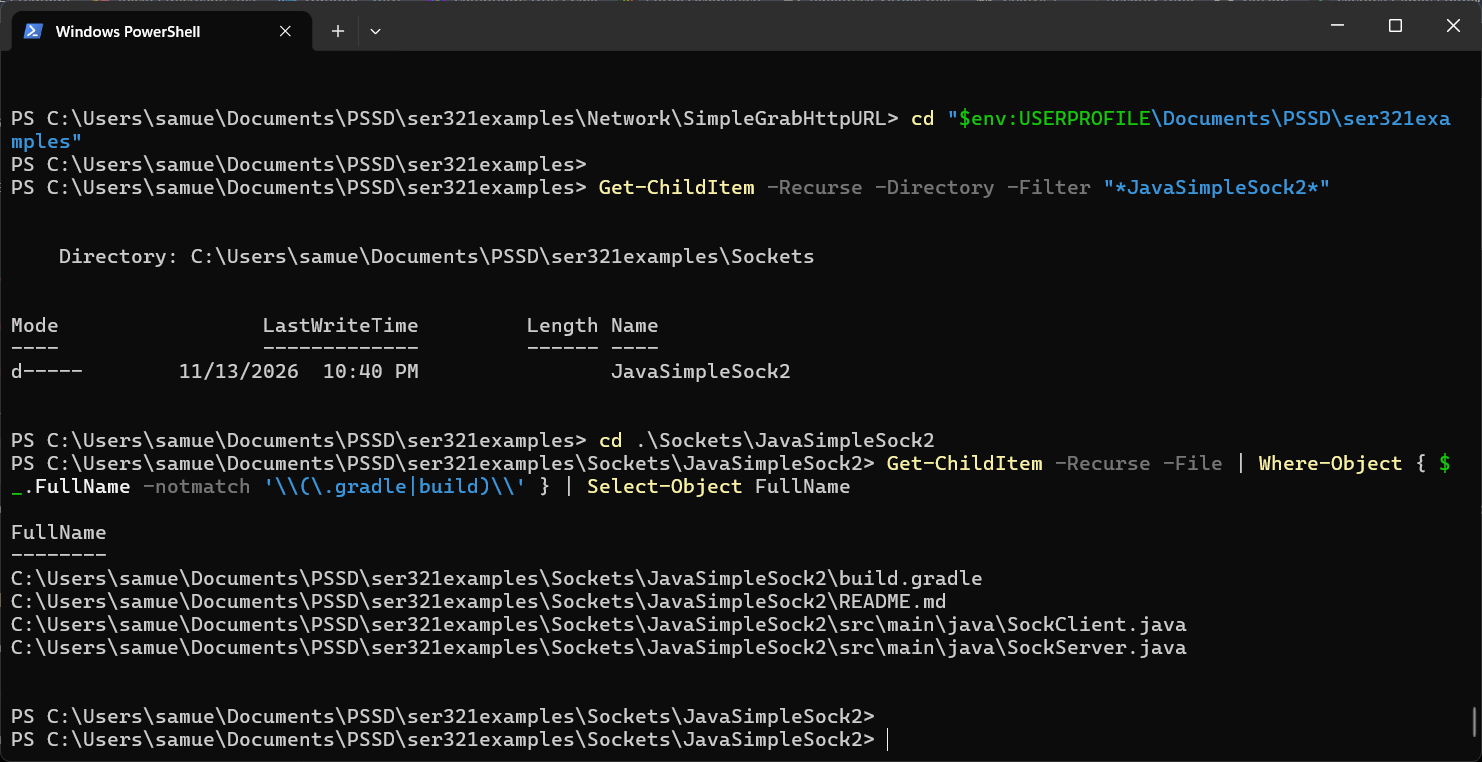 Windows PowerShell
PS C:\Users\samue\Documents\PSSD\ser321examples\Network\SimpleGrabHttpURL> cd "$env:USERPROFILE\Documents\PSSD\ser321exa
mples"
PS C:\Users\samue\Documents\PSSD\ser321examples>
PS C:\Users\samue\Documents\PSSD\ser321examples> Get-ChildItem -Recurse -Directory -Filter "*JavaSimpleSock2*"
    Directory: C:\Users\samue\Documents\PSSD\ser321examples\Sockets
Mode                 LastWriteTime         Length Name
----                 -------------         ------ ----
d-----        11/13/2026  10:40 PM                JavaSimpleSock2
PS C:\Users\samue\Documents\PSSD\ser321examples> cd .\Sockets\JavaSimpleSock2
PS C:\Users\samue\Documents\PSSD\ser321examples\Sockets\JavaSimpleSock2> Get-ChildItem -Recurse -File | Where-Object { $
_.FullName -notmatch '\\(\.gradle|build)\\' } | Select-Object FullName
FullName
--------
C:\Users\samue\Documents\PSSD\ser321examples\Sockets\JavaSimpleSock2\build.gradle
C:\Users\samue\Documents\PSSD\ser321examples\Sockets\JavaSimpleSock2\README.md
C:\Users\samue\Documents\PSSD\ser321examples\Sockets\JavaSimpleSock2\src\main\java\SockClient.java
C:\Users\samue\Documents\PSSD\ser321examples\Sockets\JavaSimpleSock2\src\main\java\SockServer.java
PS C:\Users\samue\Documents\PSSD\ser321examples\Sockets\JavaSimpleSock2>
PS C:\Users\samue\Documents\PSSD\ser321examples\Sockets\JavaSimpleSock2>